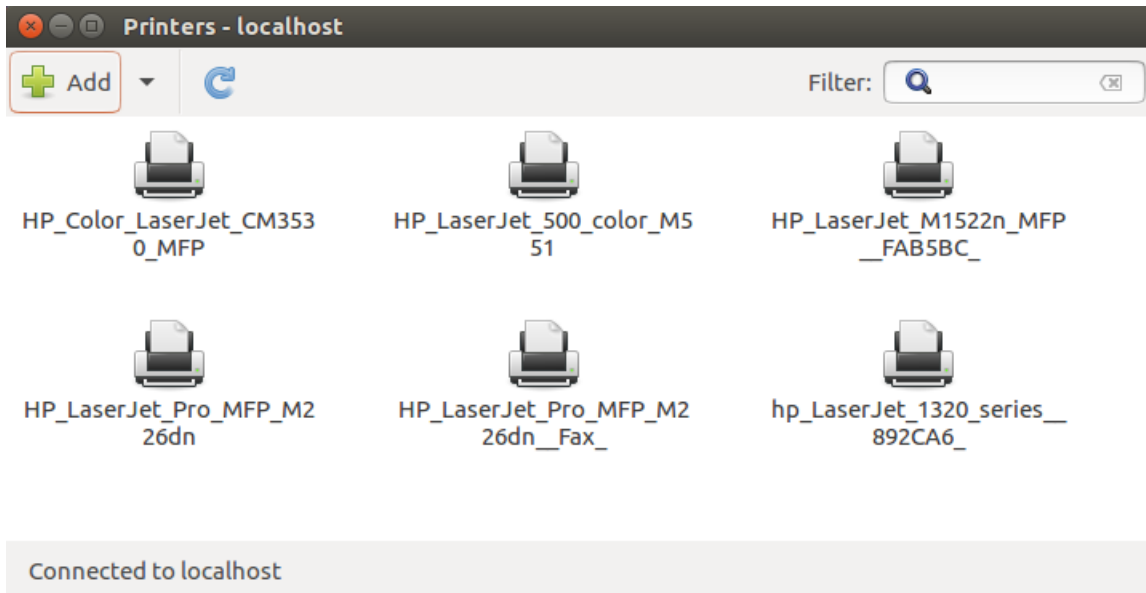 Printers - localhost
Add
Filter:
HP_Color_LaserJet_CM353
0_MFP
HP_LaserJet_500_color_M5
51
HP_LaserJet_M1522n_MFP
__FAB5BC_
HP_LaserJet_Pro_MFP_M2
26dn
HP_LaserJet_Pro_MFP_M2
26dn__Fax_
hp_LaserJet_1320_series__
892CA6_
Connected to localhost